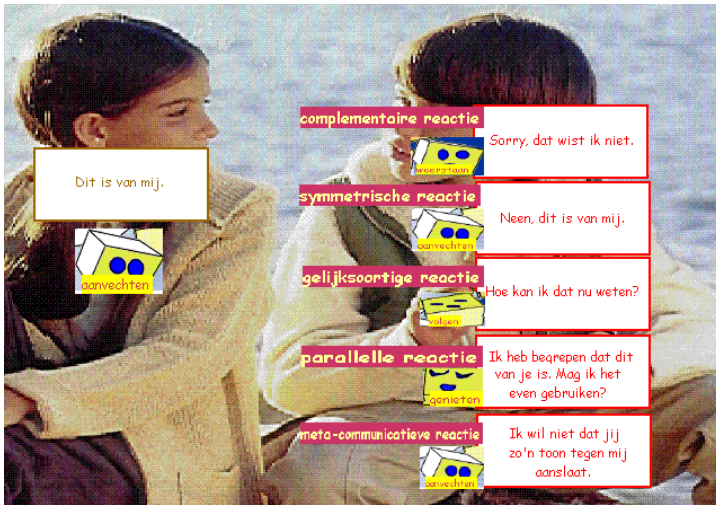 Dit is van mij.
aanvechten
complementaire reactie
Sorry, dat wist ik niet.
weerstaan
symmetrische reactie
Neen, dit is van mij.
aanvechten
gelijksoortige reactie
Hoe kan ik dat nu weten?
volgen
parallelle reactie
Ik heb begrepen dat dit
van je is. Mag ik het
even gebruiken?
genieten
meta-communicatieve reactie
Ik wil niet dat jij
zo'n toon tegen mij
aanslaat.
aanvechten